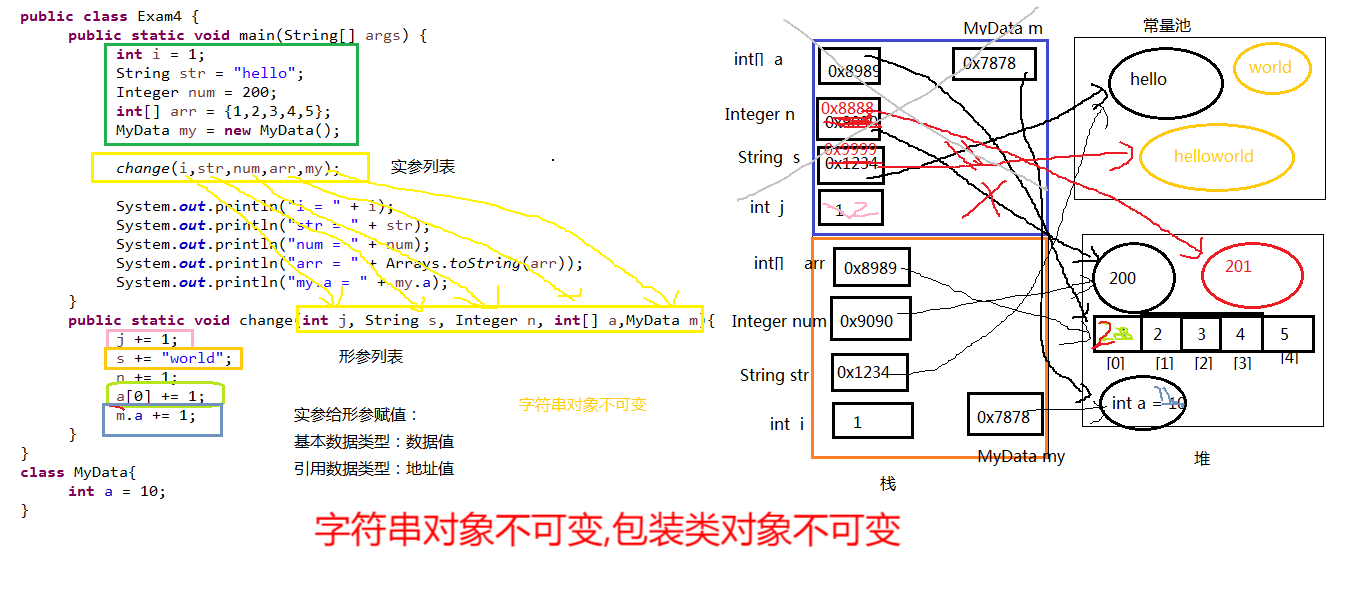 public class Exam4 {
public static void main(String[] args) {
int i = 1;
String str = "hello";
Integer num = 200;
int[] arr = {1,2,3,4,5};
MyData my = new MyData();
change(i,str,num,arr,my);
实参列表
System.out.println("i = " + i);
System.out.println("str = " + str);
System.out.println("num = " + num);
System.out.println("arr = " + Arrays.toString(arr));
System.out.println("my.a = " + my.a);
}
public static void change(int j, String s, Integer n, int[] a,MyData m){
形参列表
j += 1;
s += "world";
n += 1;
a[0] += 1;
m.a += 1;
}
}
class MyData{
int a = 10;
}
实参给形参赋值：
基本数据类型：数据值
引用数据类型：地址值
字符串对象不可变
字符串对象不可变,包装类对象不可变
MyData m
int[] a
0x8989
0x7878
Integer n
0x8888
String s
0x9999
0x1234
int j
1 2
int[] arr
0x8989
Integer num
0x9090
String str
0x1234
int i
1
0x7878
MyData my
栈
常量池
hello
world
helloworld
200
201
2
2
3
4
5
[0]
[1]
[2]
[3]
[4]
int a = 10
堆